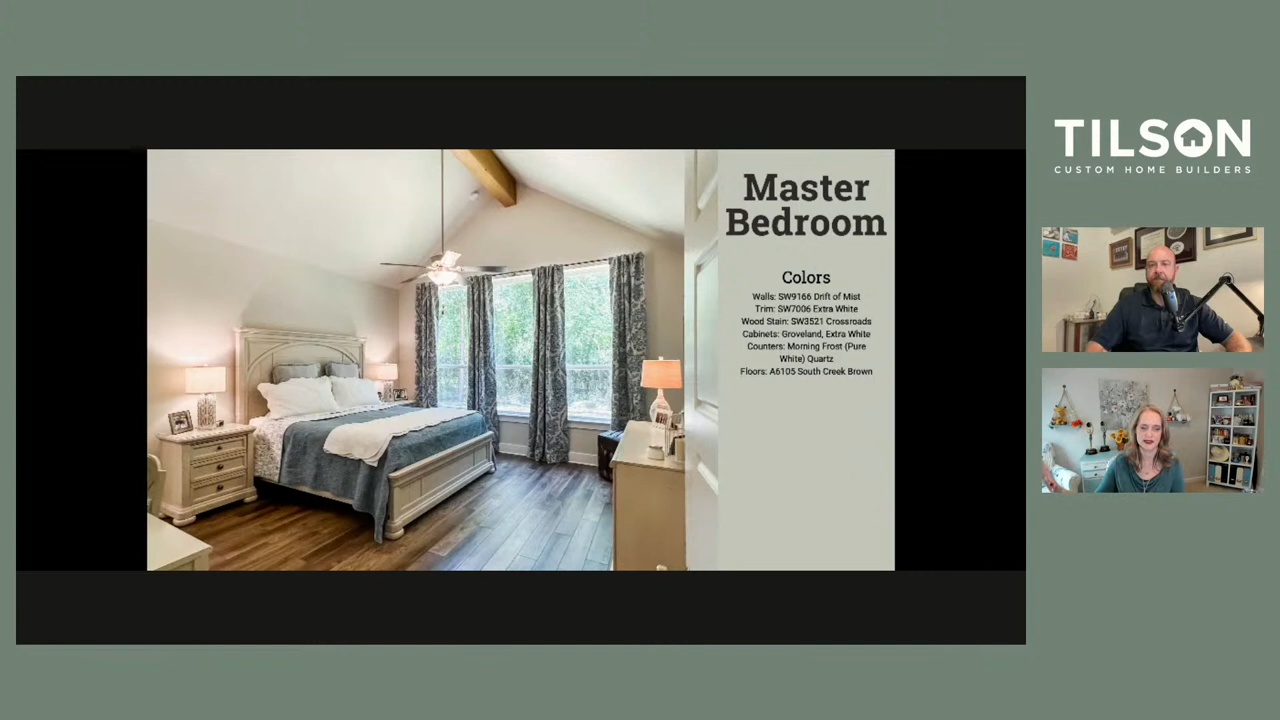 Master
Bedroom
Colors
Walls: SW9166 Drift of Mist
Trim: SW7006 Extra White
Wood Stain: SW3521 Crossroads
Cabinets: Groveland, Extra White
Counters: Morning Frost (Pure
White) Quartz
Floors: A6105 South Creek Brown
TILSON
CUSTOM HOME BUILDERS